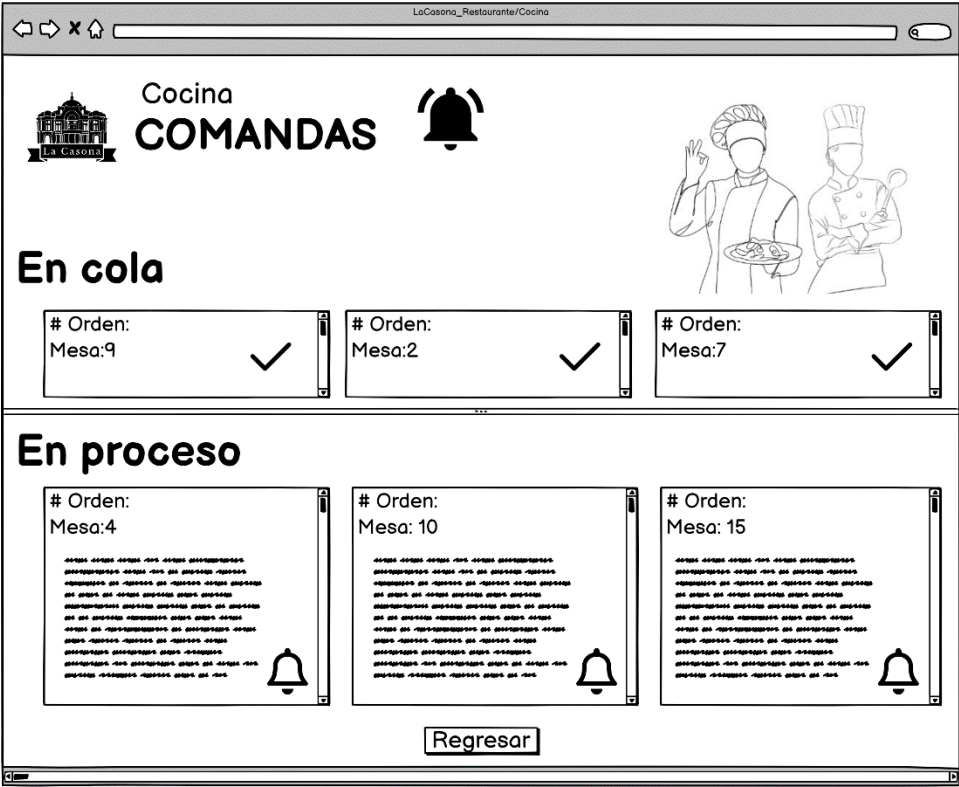 LaCasona_Restaurante/Cocina
La Casona
Cocina
COMANDAS
En cola
# Orden:
Mesa:9
# Orden:
Mesa:2
# Orden:
Mesa:7
En proceso
# Orden:
Mesa:4
# Orden:
Mesa: 10
# Orden:
Mesa: 15
Regresar